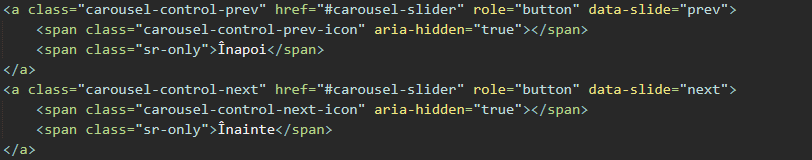 <a class="carousel-control-prev" href="#carousel-slider" role="button" data-slide="prev">
    <span class="carousel-control-prev-icon" aria-hidden="true"></span>
    <span class="sr-only">Înapoi</span>
</a>
<a class="carousel-control-next" href="#carousel-slider" role="button" data-slide="next">
    <span class="carousel-control-next-icon" aria-hidden="true"></span>
    <span class="sr-only">Înainte</span>
</a>